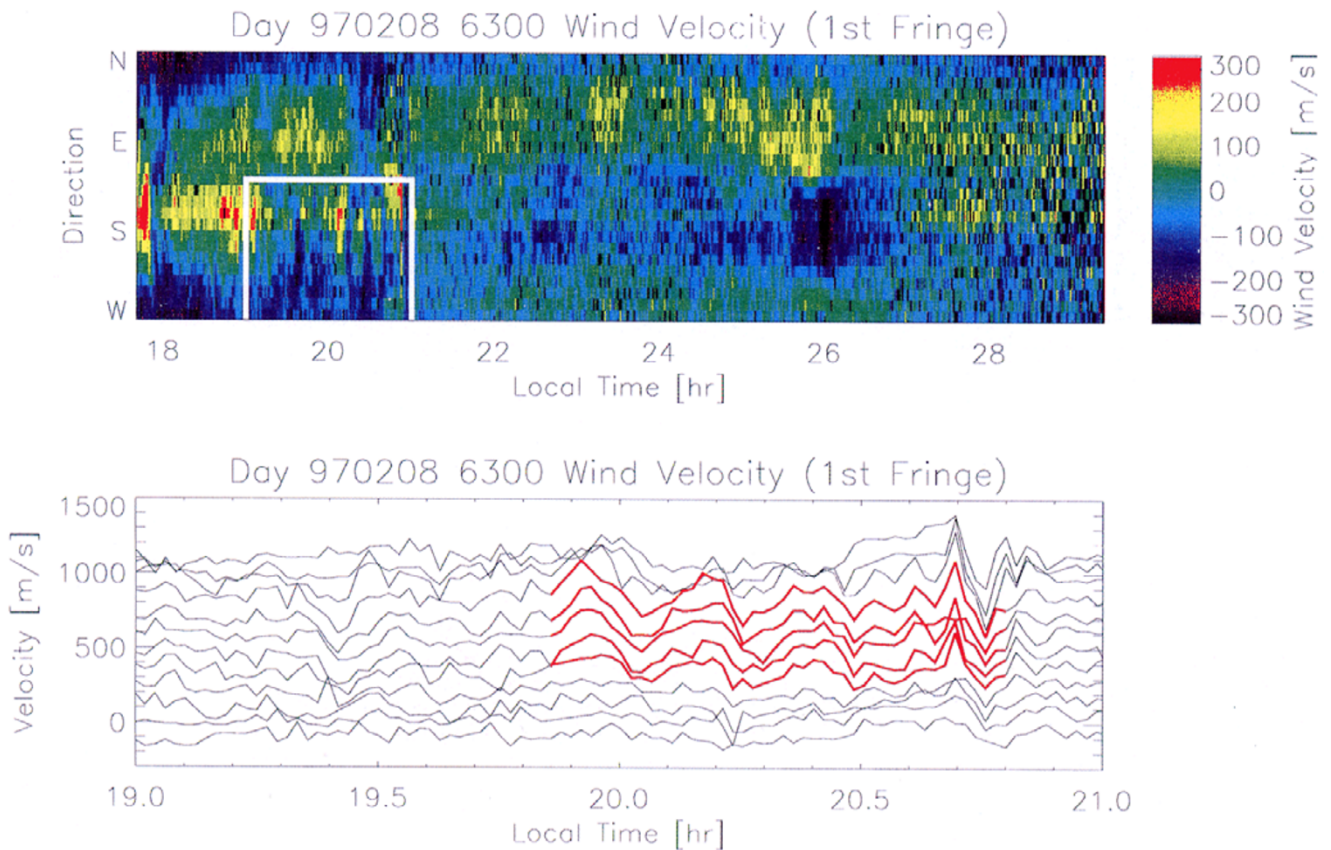 Day 970208 6300 Wind Velocity (1st Fringe)
N
E
S
W
Direction
18 20 22 24 26 28
Local Time [hr]
300
200
100
0
−100
−200
−300
Wind Velocity [m/s]
Day 970208 6300 Wind Velocity (1st Fringe)
1500
1000
500
0
Velocity [m/s]
19.0 19.5 20.0 20.5 21.0
Local Time [hr]